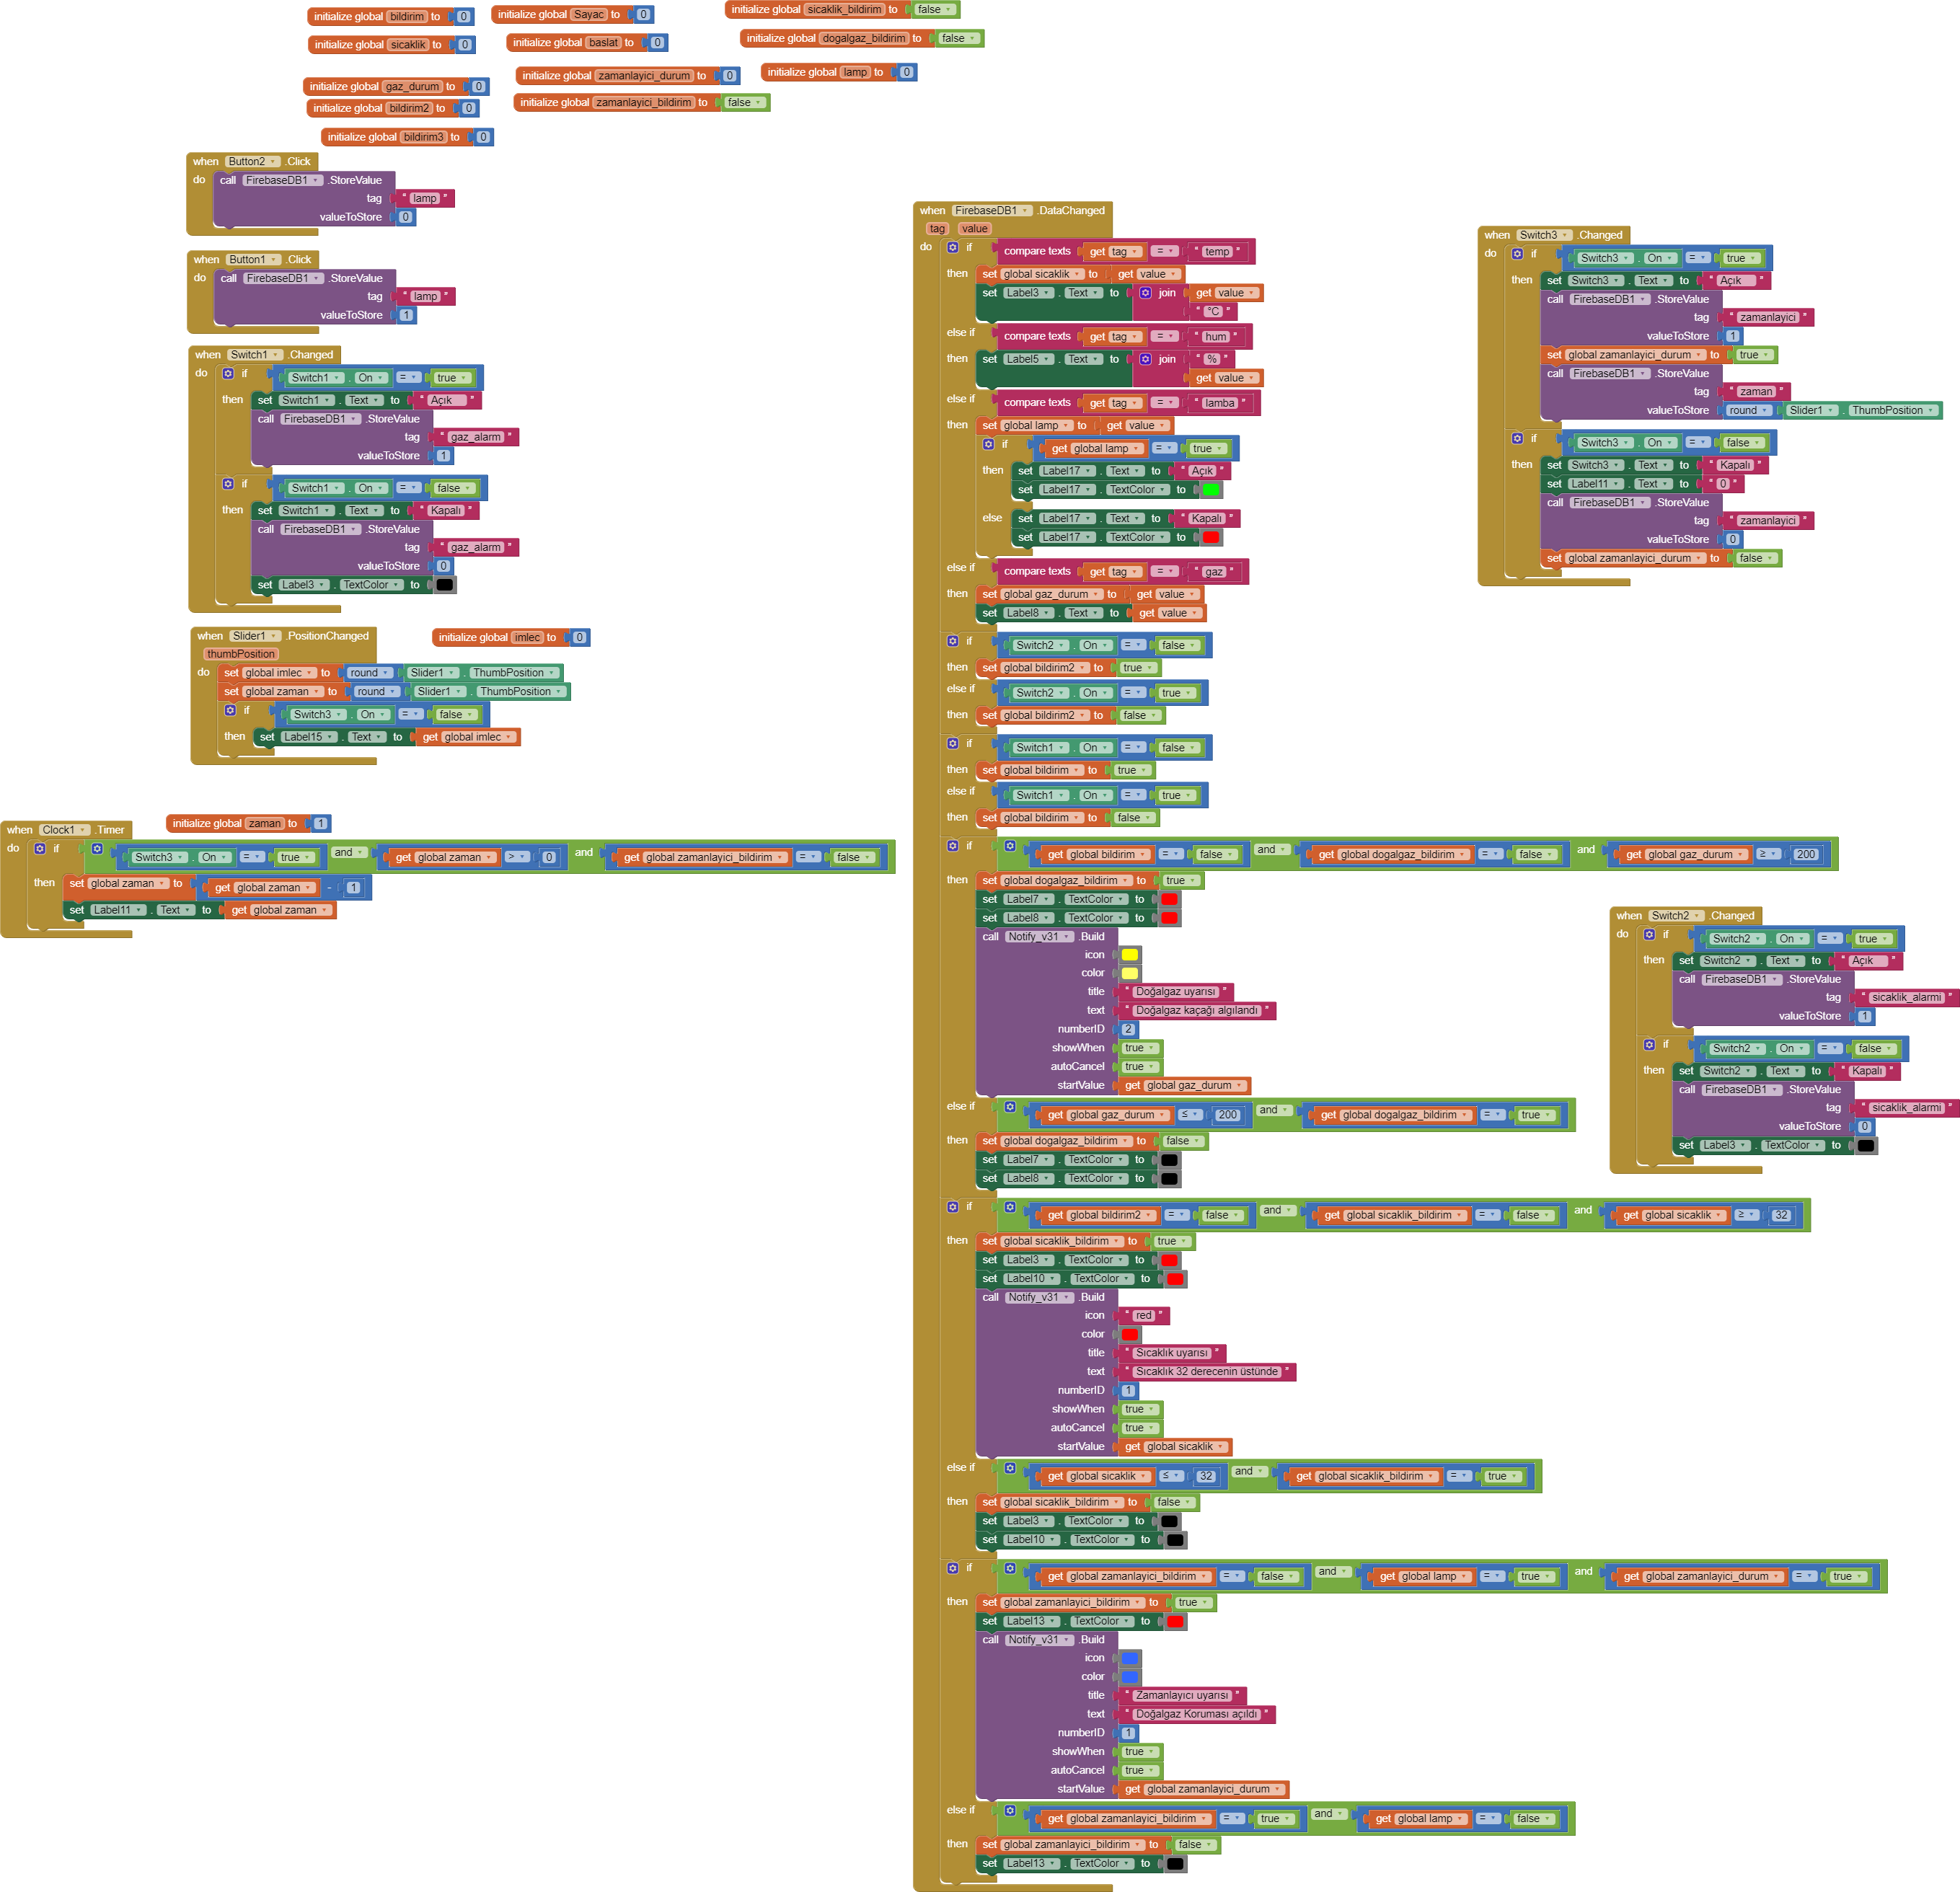 initialize global bildirim to 0
initialize global Sayac to 0
initialize global sicaklik_bildirim to false
initialize global sicaklik to 0
initialize global baslat to 0
initialize global dogalgaz_bildirim to false
initialize global gaz_durum to 0
initialize global zamanlayici_durum to 0
initialize global lamp to 0
initialize global bildirim2 to 0
initialize global zamanlayici_bildirim to false
initialize global bildirim3 to 0
when Button2 .Click
do call FirebaseDB1 .StoreValue
tag " lamp "
valueToStore 0
when Button1 .Click
do call FirebaseDB1 .StoreValue
tag " lamp "
valueToStore 1
when Switch1 .Changed
do if Switch1 . On = true
then set Switch1 . Text to " Açık "
call FirebaseDB1 .StoreValue
tag " gaz_alarm "
valueToStore 1
if Switch1 . On = false
then set Switch1 . Text to " Kapalı "
call FirebaseDB1 .StoreValue
tag " gaz_alarm "
valueToStore 0
set Label3 . TextColor to
when Slider1 .PositionChanged
thumbPosition
do set global imlec to round Slider1 . ThumbPosition
set global zaman to round Slider1 . ThumbPosition
if Switch3 . On = false
then set Label15 . Text to get global imlec
initialize global imlec to 0
initialize global zaman to 1
when Clock1 .Timer
do if Switch3 . On = true and get global zaman > 0 and get global zamanlayici_bildirim = false
then set global zaman to get global zaman - 1
set Label11 . Text to get global zaman
when FirebaseDB1 .DataChanged
tag value
do if compare texts get tag = " temp "
then set global sicaklik to get value
set Label3 . Text to join get value
" °C "
else if compare texts get tag = " hum "
then set Label5 . Text to join " % "
get value
else if compare texts get tag = " lamba "
then set global lamp to get value
if get global lamp = true
then set Label17 . Text to " Açık "
set Label17 . TextColor to
else set Label17 . Text to " Kapalı "
set Label17 . TextColor to
else if compare texts get tag = " gaz "
then set global gaz_durum to get value
set Label8 . Text to get value
if Switch2 . On = false
then set global bildirim2 to true
else if Switch2 . On = true
then set global bildirim2 to false
if Switch1 . On = false
then set global bildirim to true
else if Switch1 . On = true
then set global bildirim to false
if get global bildirim = false and get global dogalgaz_bildirim = false and get global gaz_durum ≥ 200
then set global dogalgaz_bildirim to true
set Label7 . TextColor to
set Label8 . TextColor to
call Notify_v31 .Build
icon
color
title " Doğalgaz uyarısı "
text " Doğalgaz kaçağı algılandı "
numberID 2
showWhen true
autoCancel true
startValue get global gaz_durum
else if get global gaz_durum ≤ 200 and get global dogalgaz_bildirim = true
then set global dogalgaz_bildirim to false
set Label7 . TextColor to
set Label8 . TextColor to
if get global bildirim2 = false and get global sicaklik_bildirim = false and get global sicaklik ≥ 32
then set global sicaklik_bildirim to true
set Label3 . TextColor to
set Label10 . TextColor to
call Notify_v31 .Build
icon " red "
color
title " Sicaklık uyarısı "
text " Sicaklık 32 derecenin üstünde "
numberID 1
showWhen true
autoCancel true
startValue get global sicaklik
else if get global sicaklik ≤ 32 and get global sicaklik_bildirim = true
then set global sicaklik_bildirim to false
set Label3 . TextColor to
set Label10 . TextColor to
if get global zamanlayici_bildirim = false and get global lamp = true and get global zamanlayici_durum = true
then set global zamanlayici_bildirim to true
set Label13 . TextColor to
call Notify_v31 .Build
icon
color
title " Zamanlayıcı uyarısı "
text " Doğalgaz Koruması açıldı "
numberID 1
showWhen true
autoCancel true
startValue get global zamanlayici_durum
else if get global zamanlayici_bildirim = true and get global lamp = false
then set global zamanlayici_bildirim to false
set Label13 . TextColor to
when Switch3 .Changed
do if Switch3 . On = true
then set Switch3 . Text to " Açık "
call FirebaseDB1 .StoreValue
tag " zamanlayici "
valueToStore 1
set global zamanlayici_durum to true
call FirebaseDB1 .StoreValue
tag " zaman "
valueToStore round Slider1 . ThumbPosition
if Switch3 . On = false
then set Switch3 . Text to " Kapalı "
set Label11 . Text to " 0 "
call FirebaseDB1 .StoreValue
tag " zamanlayici "
valueToStore 0
set global zamanlayici_durum to false
when Switch2 .Changed
do if Switch2 . On = true
then set Switch2 . Text to " Açık "
call FirebaseDB1 .StoreValue
tag " sicaklik_alarmi "
valueToStore 1
if Switch2 . On = false
then set Switch2 . Text to " Kapalı "
call FirebaseDB1 .StoreValue
tag " sicaklik_alarmi "
valueToStore 0
set Label3 . TextColor to